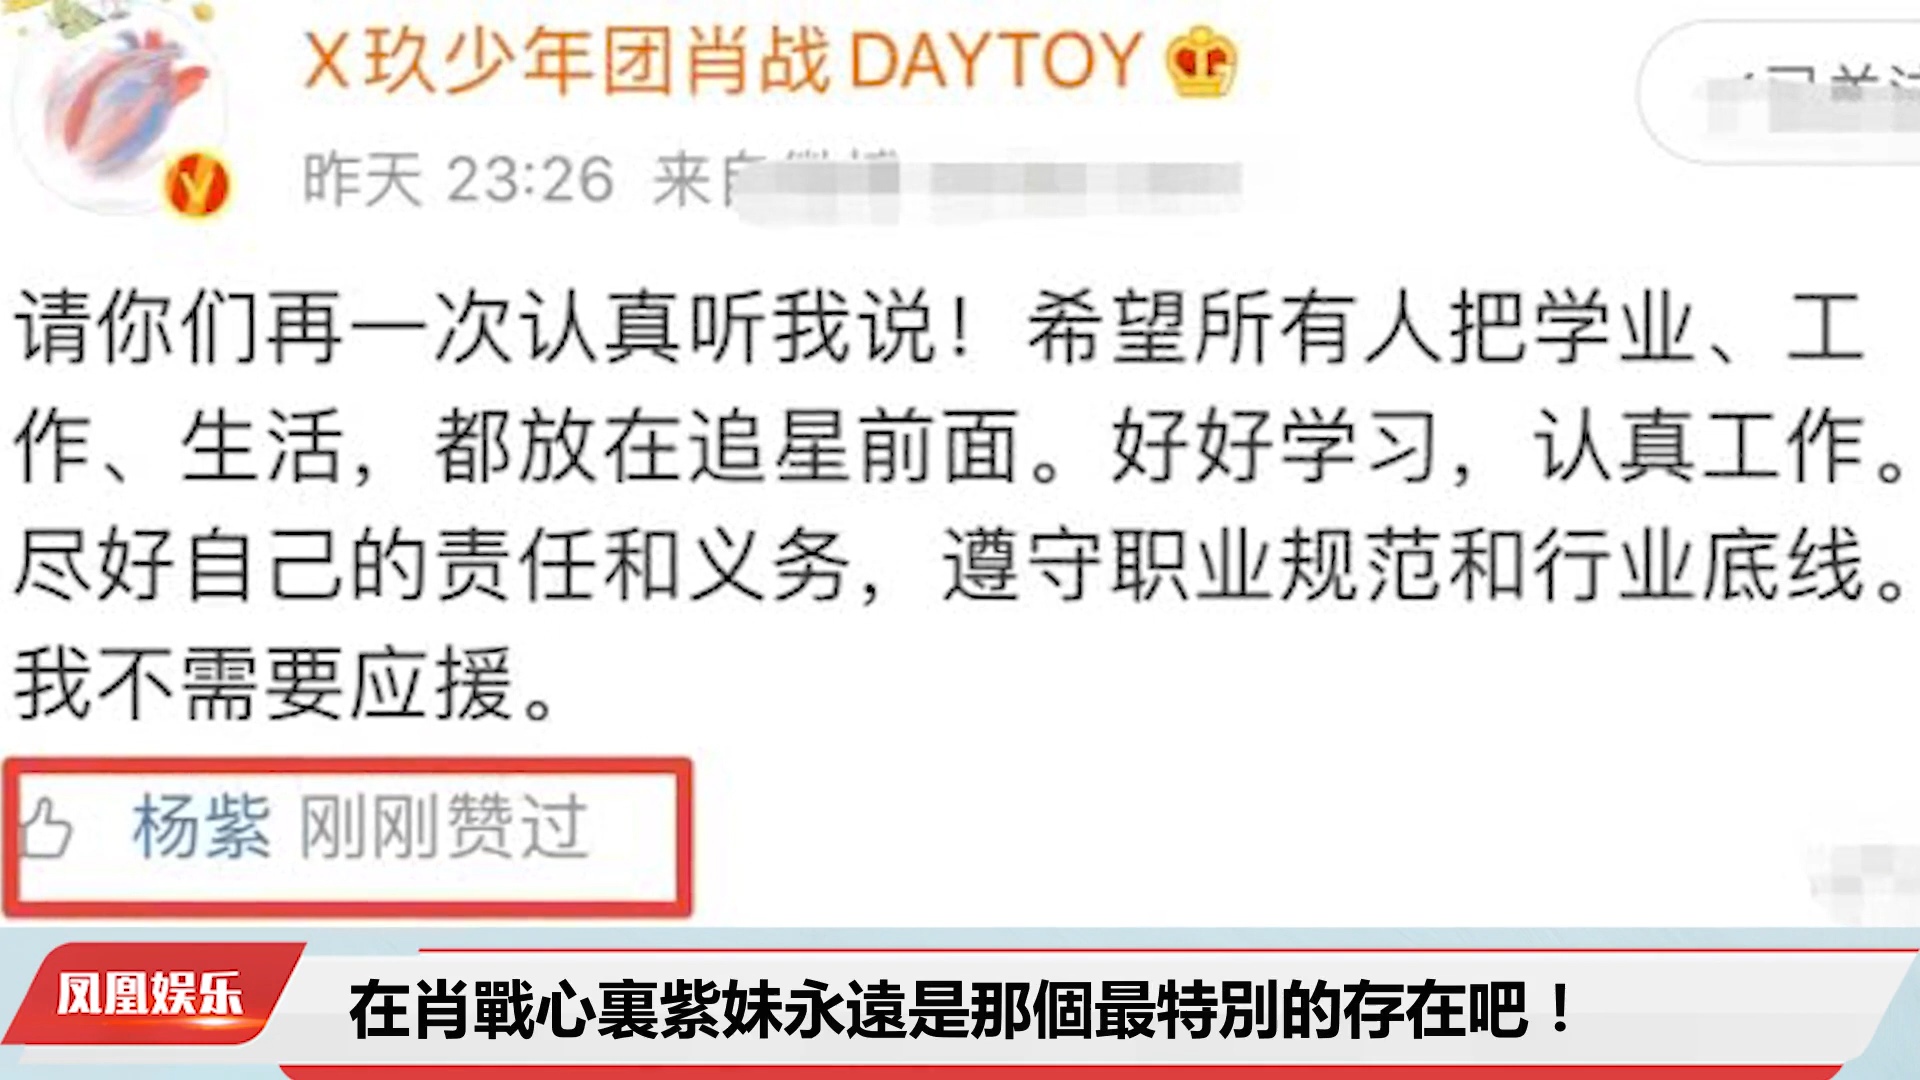 X玖少年团肖战DAYTOY
昨天 23:26 来自
请你们再一次认真听我说！希望所有人把学业、工
作、生活，都放在追星前面。好好学习，认真工作。
尽好自己的责任和义务，遵守职业规范和行业底线。
我不需要应援。
杨紫 刚刚赞过
凤凰娱乐
在肖戰心裏紫妹永遠是那個最特別的存在吧！